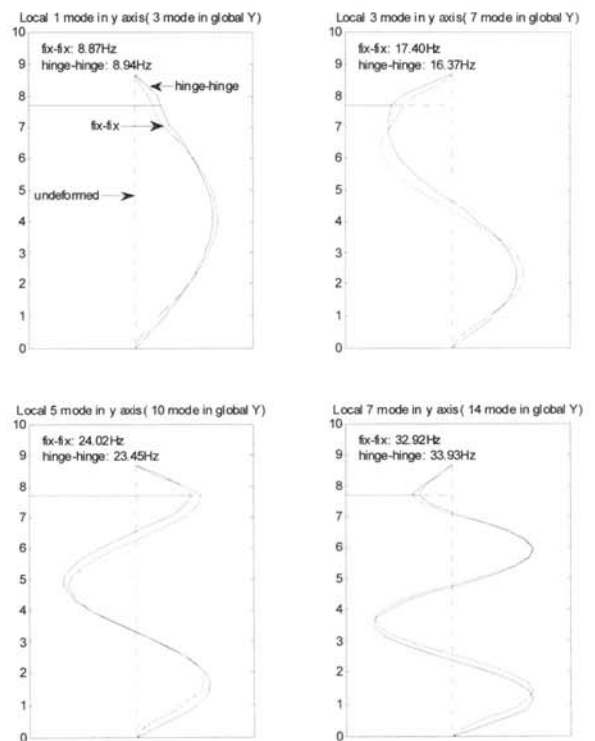 Local 1 mode in y axis( 3 mode in global Y)
10
fix-fix: 8.87Hz
9
hinge-hinge: 8.94Hz
hinge-hinge
8
7
fix-fix
6
5
undeformed
4
3
2
1
0
Local 3 mode in y axis( 7 mode in global Y)
10
fix-fix: 17.40Hz
9
hinge-hinge: 16.37Hz
8
7
6
5
4
3
2
1
0
Local 5 mode in y axis( 10 mode in global Y)
10
fix-fix: 24.02Hz
9
hinge-hinge: 23.45Hz
8
7
6
5
4
3
2
1
0
Local 7 mode in y axis( 14 mode in global Y)
10
fix-fix: 32.92Hz
9
hinge-hinge: 33.93Hz
8
7
6
5
4
3
2
1
0